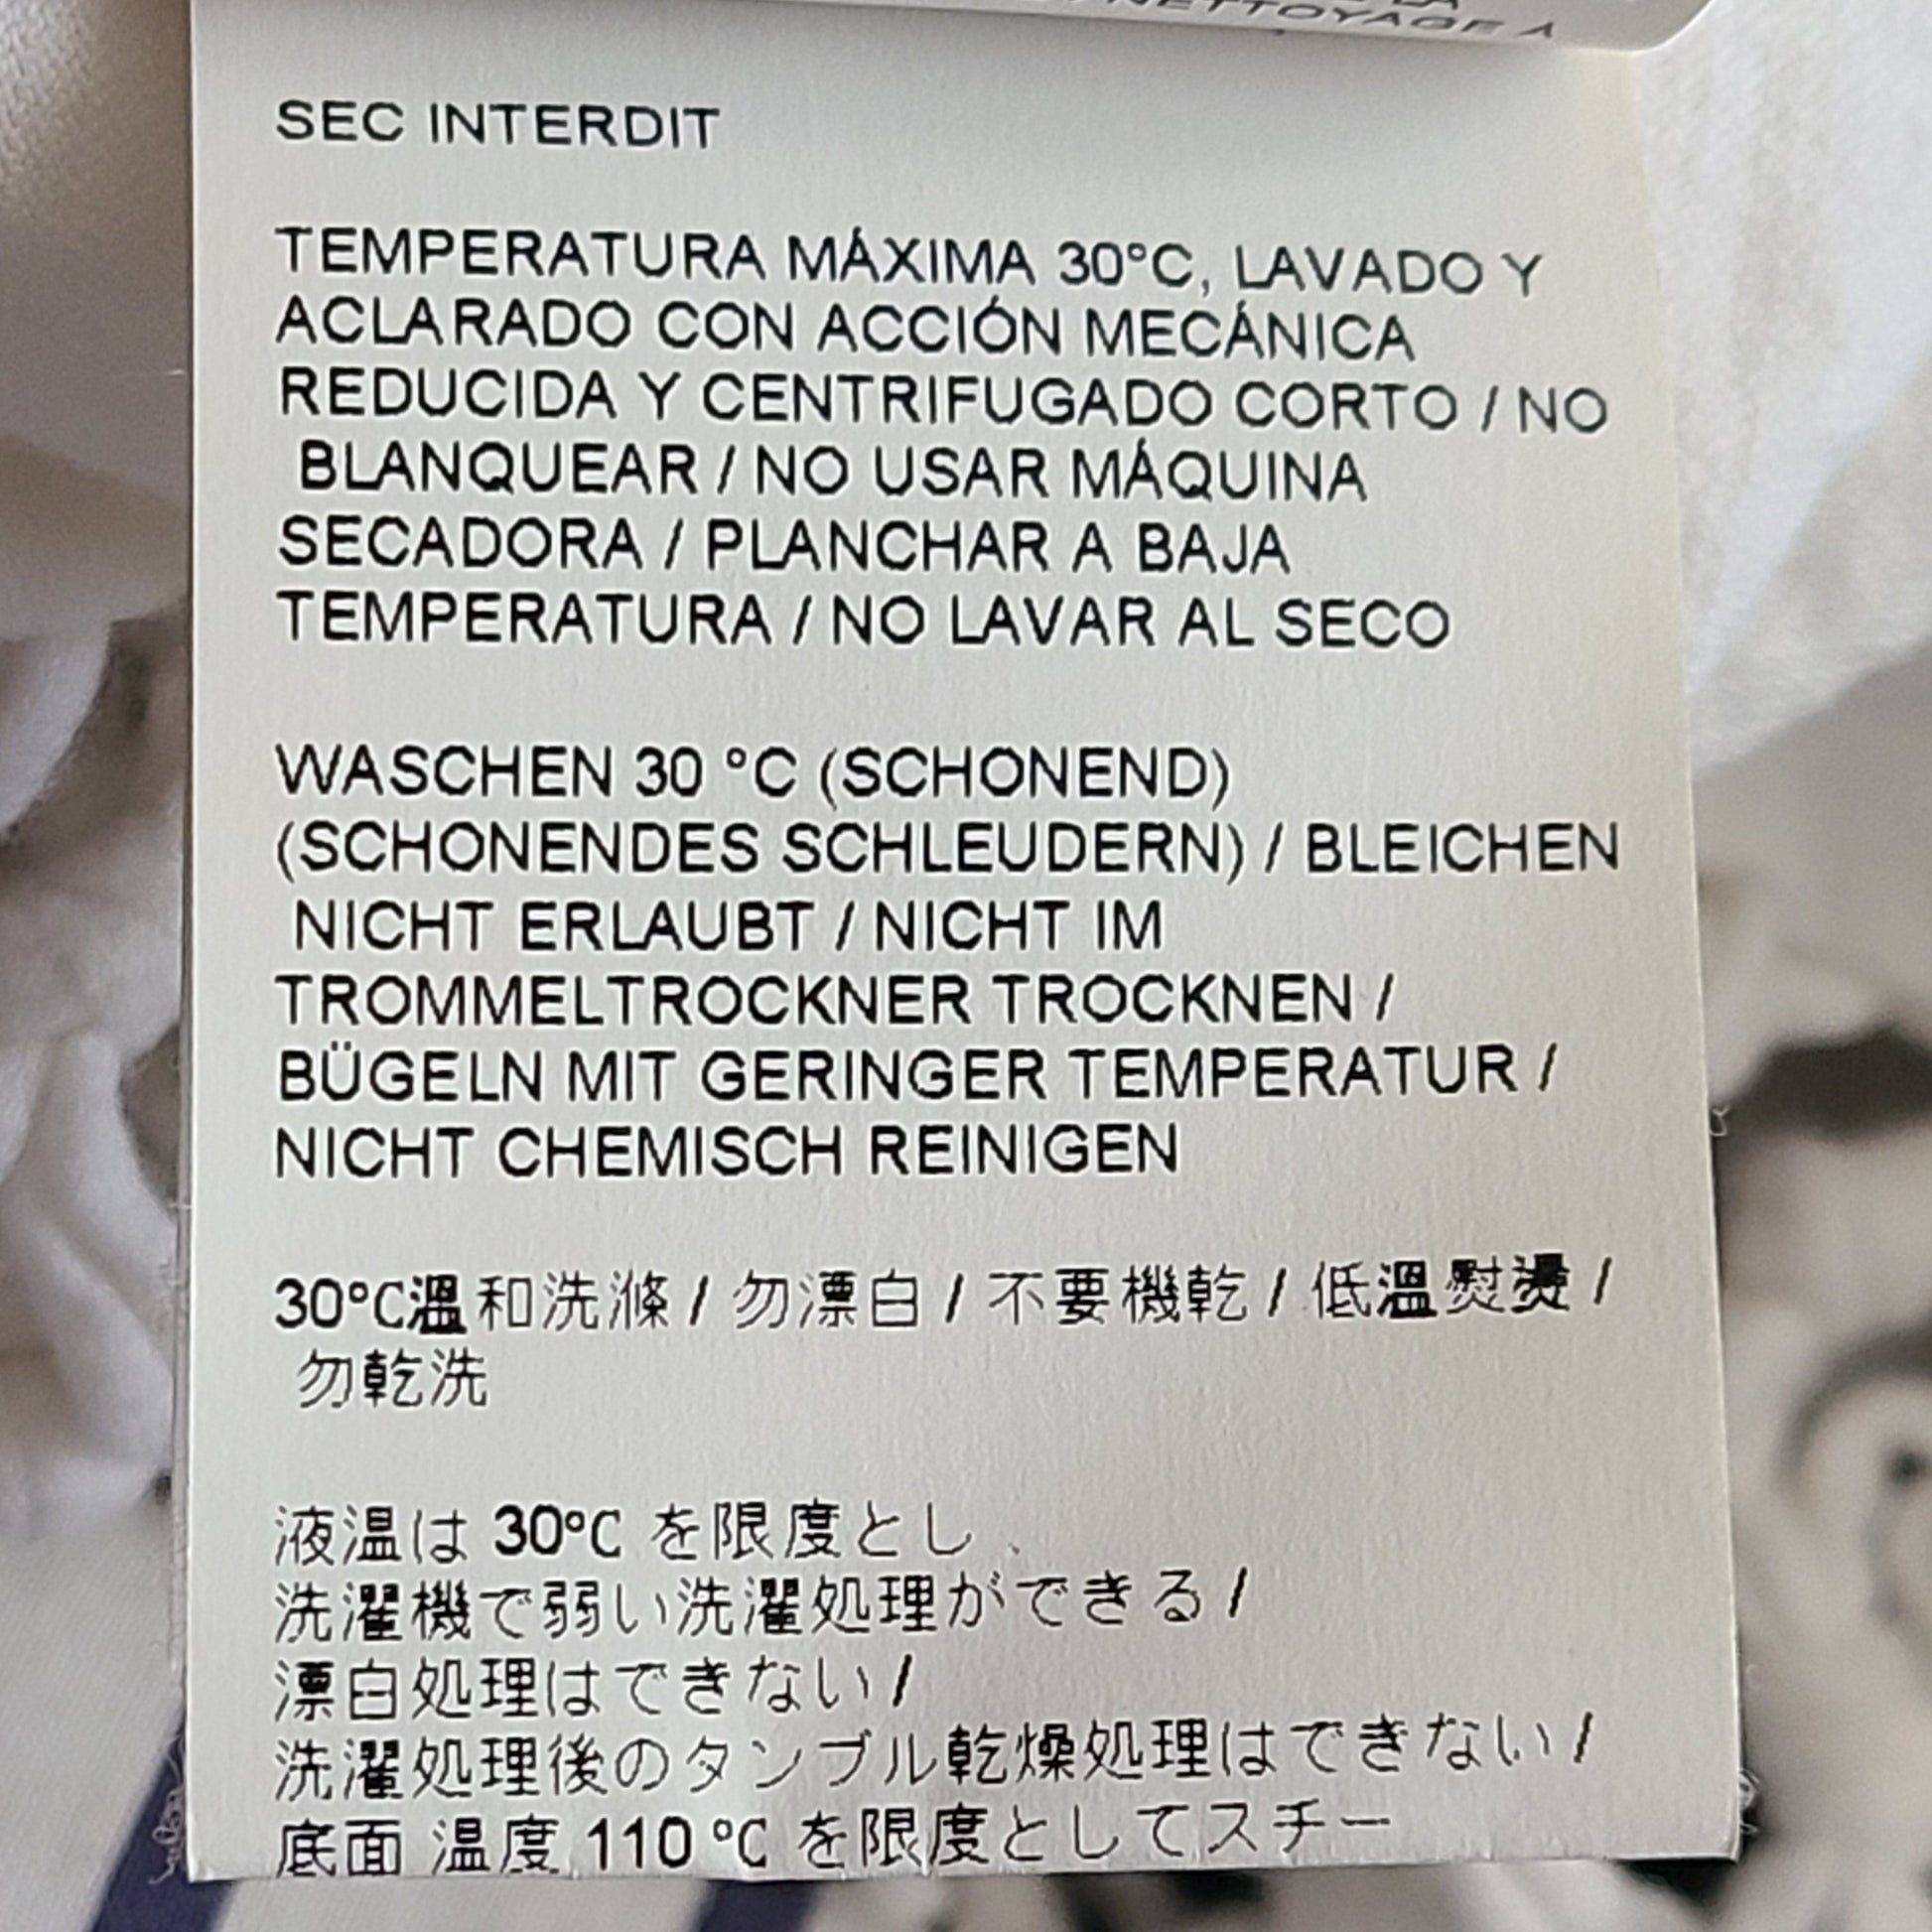 NETTOYAGE À
SEC INTERDIT
TEMPERATURA MÁXIMA 30°C, LAVADO Y
ACLARADO CON ACCIÓN MECÁNICA
REDUCIDA Y CENTRIFUGADO CORTO / NO
BLANQUEAR / NO USAR MÁQUINA
SECADORA / PLANCHAR A BAJA
TEMPERATURA / NO LAVAR AL SECO
WASCHEN 30 °C (SCHONEND)
(SCHONENDES SCHLEUDERN) / BLEICHEN
NICHT ERLAUBT / NICHT IM
TROMMELTROCKNER TROCKNEN /
BÜGELN MIT GERINGER TEMPERATUR /
NICHT CHEMISCH REINIGEN
30°C溫和洗滌 / 勿漂白 / 不要機乾 / 低溫熨燙 /
勿乾洗
液温は 30℃ を限度とし、
洗濯機で弱い洗濯処理ができる /
漂白処理はできない /
洗濯処理後のタンブル乾燥処理はできない /
底面 温度 110 ℃ を限度としてスチー